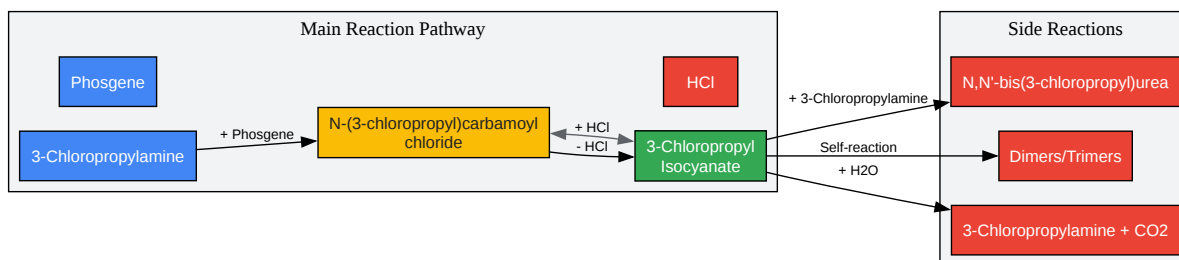 Main Reaction Pathway
Phosgene
3-Chloropropylamine
+ Phosgene
N-(3-chloropropyl)carbamoyl
chloride
+ HCl
- HCl
HCl
3-Chloropropyl
Isocyanate
Side Reactions
+ 3-Chloropropylamine
N,N'-bis(3-chloropropyl)urea
Self-reaction
Dimers/Trimers
+ H2O
3-Chloropropylamine + CO2